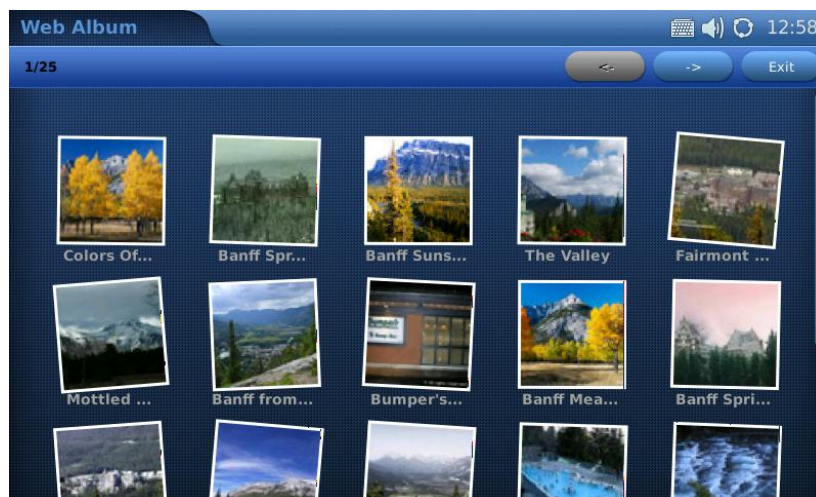 Web Album 12:58
1/25 <- -> Exit
Colors Of... Banff Spr... Banff Suns... The Valley Fairmont ...
Mottled ... Banff from... Bumper's... Banff Mea... Banff Spri...